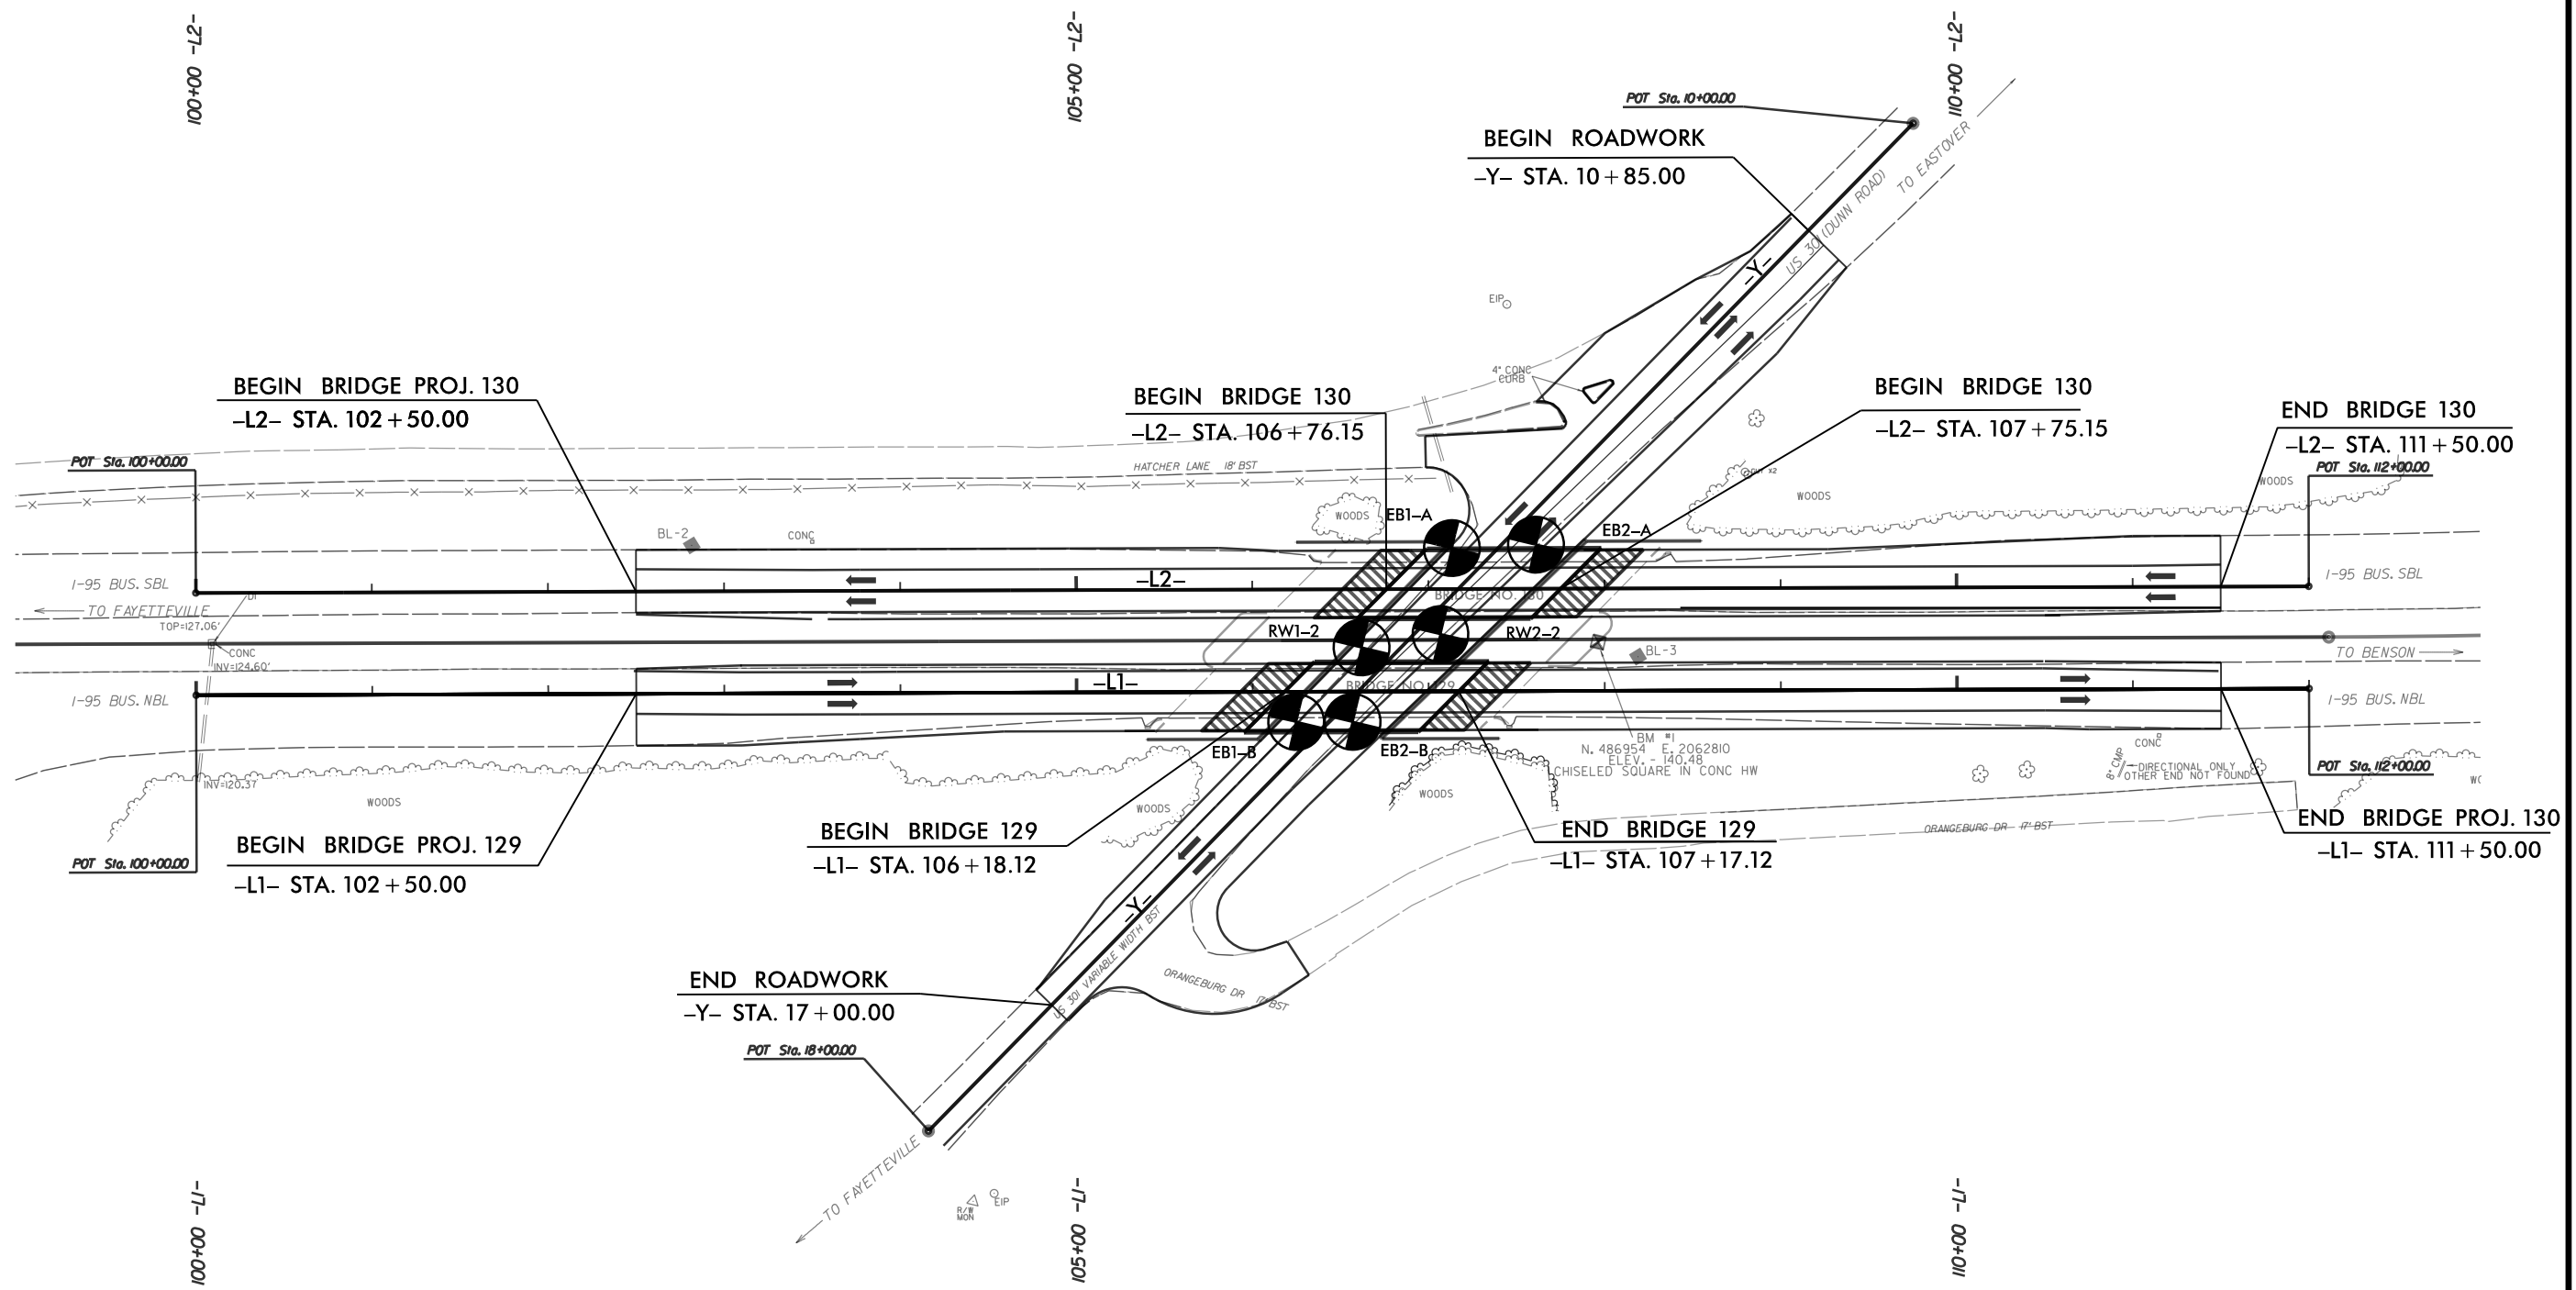 100+00 -L2-
105+00 -L2-
110+00 -L2-
POT Sta. 10+00.00
BEGIN ROADWORK
–Y– STA. 10+85.00
TO EASTOVER
US 301 (DUNN ROAD)
–Y–
EIP
4" CONC
CURB
BEGIN BRIDGE PROJ. 130
–L2– STA. 102+50.00
BEGIN BRIDGE 130
–L2– STA. 106+76.15
BEGIN BRIDGE 130
–L2– STA. 107+75.15
END BRIDGE 130
–L2– STA. 111+50.00
POT Sta. 100+00.00
POT Sta. 112+00.00
HATCHER LANE 18' BST
WOODS
WOODS
WOODS
EB1–A
EB2–A
BL-2
CONC
I-95 BUS. SBL
–L2–
I-95 BUS. SBL
BRIDGE NO. 130
TO FAYETTEVILLE
DI
TOP=127.06'
RW1–2
RW2–2
CONC
INV=124.60'
BL-3
TO BENSON
–L1–
BRIDGE NO. 129
I-95 BUS. NBL
I-95 BUS. NBL
EB1–B
EB2–B
BM #1
N. 486954 E. 2062810
ELEV. - 140.48
CHISELED SQUARE IN CONC HW
CONC
8" CMP
DIRECTIONAL ONLY
OTHER END NOT FOUND
POT Sta. 112+00.00
INV=120.37'
WOODS
WOODS
WOODS
BEGIN BRIDGE PROJ. 129
–L1– STA. 102+50.00
POT Sta. 100+00.00
BEGIN BRIDGE 129
–L1– STA. 106+18.12
END BRIDGE 129
–L1– STA. 107+17.12
ORANGEBURG DR 17' BST
END BRIDGE PROJ. 130
–L1– STA. 111+50.00
–Y–
US 301 VARIABLE WIDTH BST
ORANGEBURG DR 17' BST
END ROADWORK
–Y– STA. 17+00.00
POT Sta. 18+00.00
TO FAYETTEVILLE
EIP
R/W
MON
100+00 -L1-
105+00 -L1-
110+00 -L1-